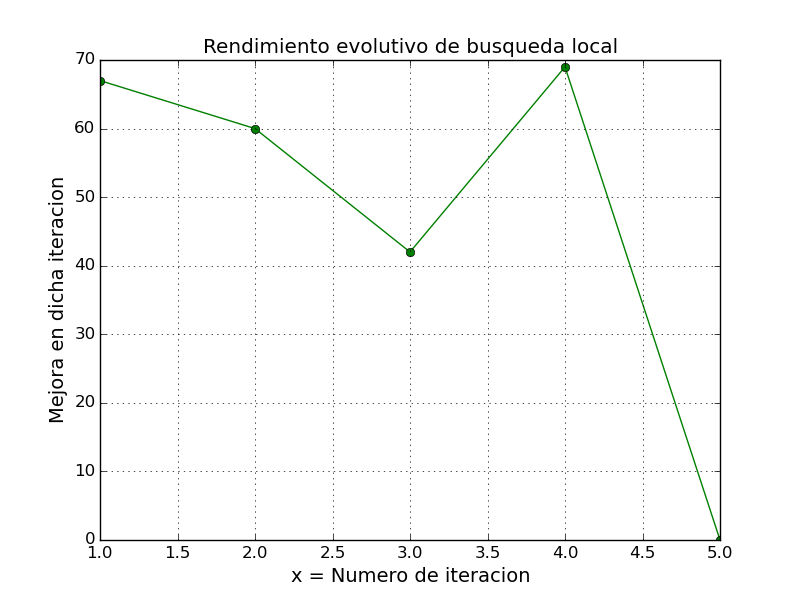 Rendimiento evolutivo de busqueda local
70
60
50
40
30
20
10
0
Mejora en dicha iteracion
1.0 1.5 2.0 2.5 3.0 3.5 4.0 4.5 5.0
x = Numero de iteracion